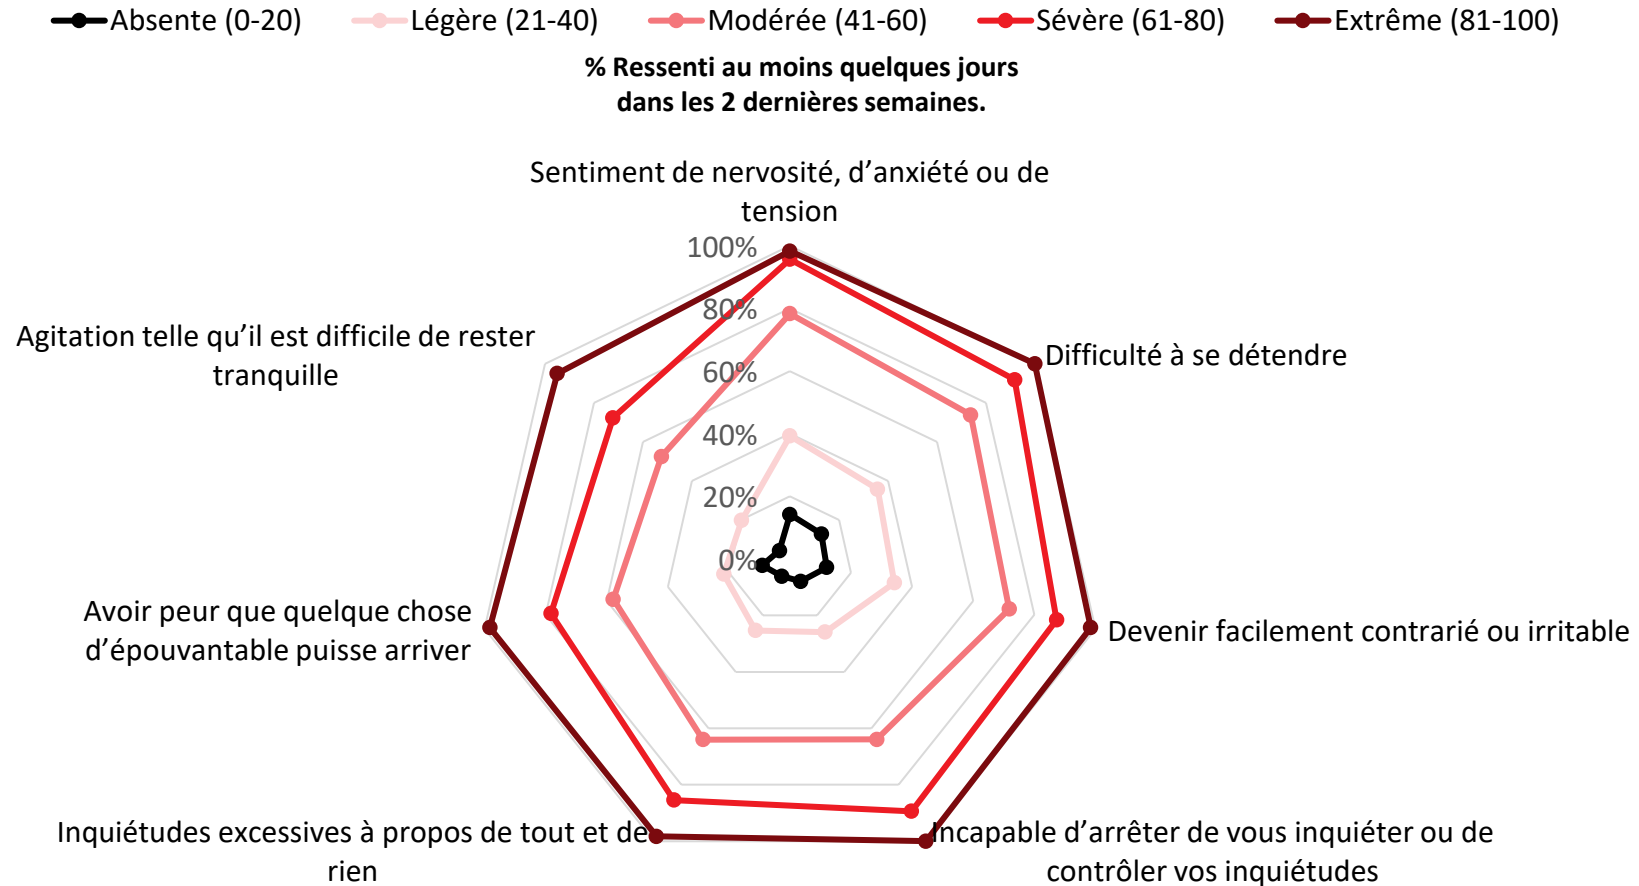 Absente (0-20) Légère (21-40) Modérée (41-60) Sévère (61-80) Extrême (81-100)
% Ressenti au moins quelques jours
dans les 2 dernières semaines.
Sentiment de nervosité, d’anxiété ou de
tension
100%
80%
60%
40%
20%
0%
Difficulté à se détendre
Devenir facilement contrarié ou irritable
Incapable d’arrêter de vous inquiéter ou de
contrôler vos inquiétudes
Inquiétudes excessives à propos de tout et de
rien
Avoir peur que quelque chose
d’épouvantable puisse arriver
Agitation telle qu’il est difficile de rester
tranquille